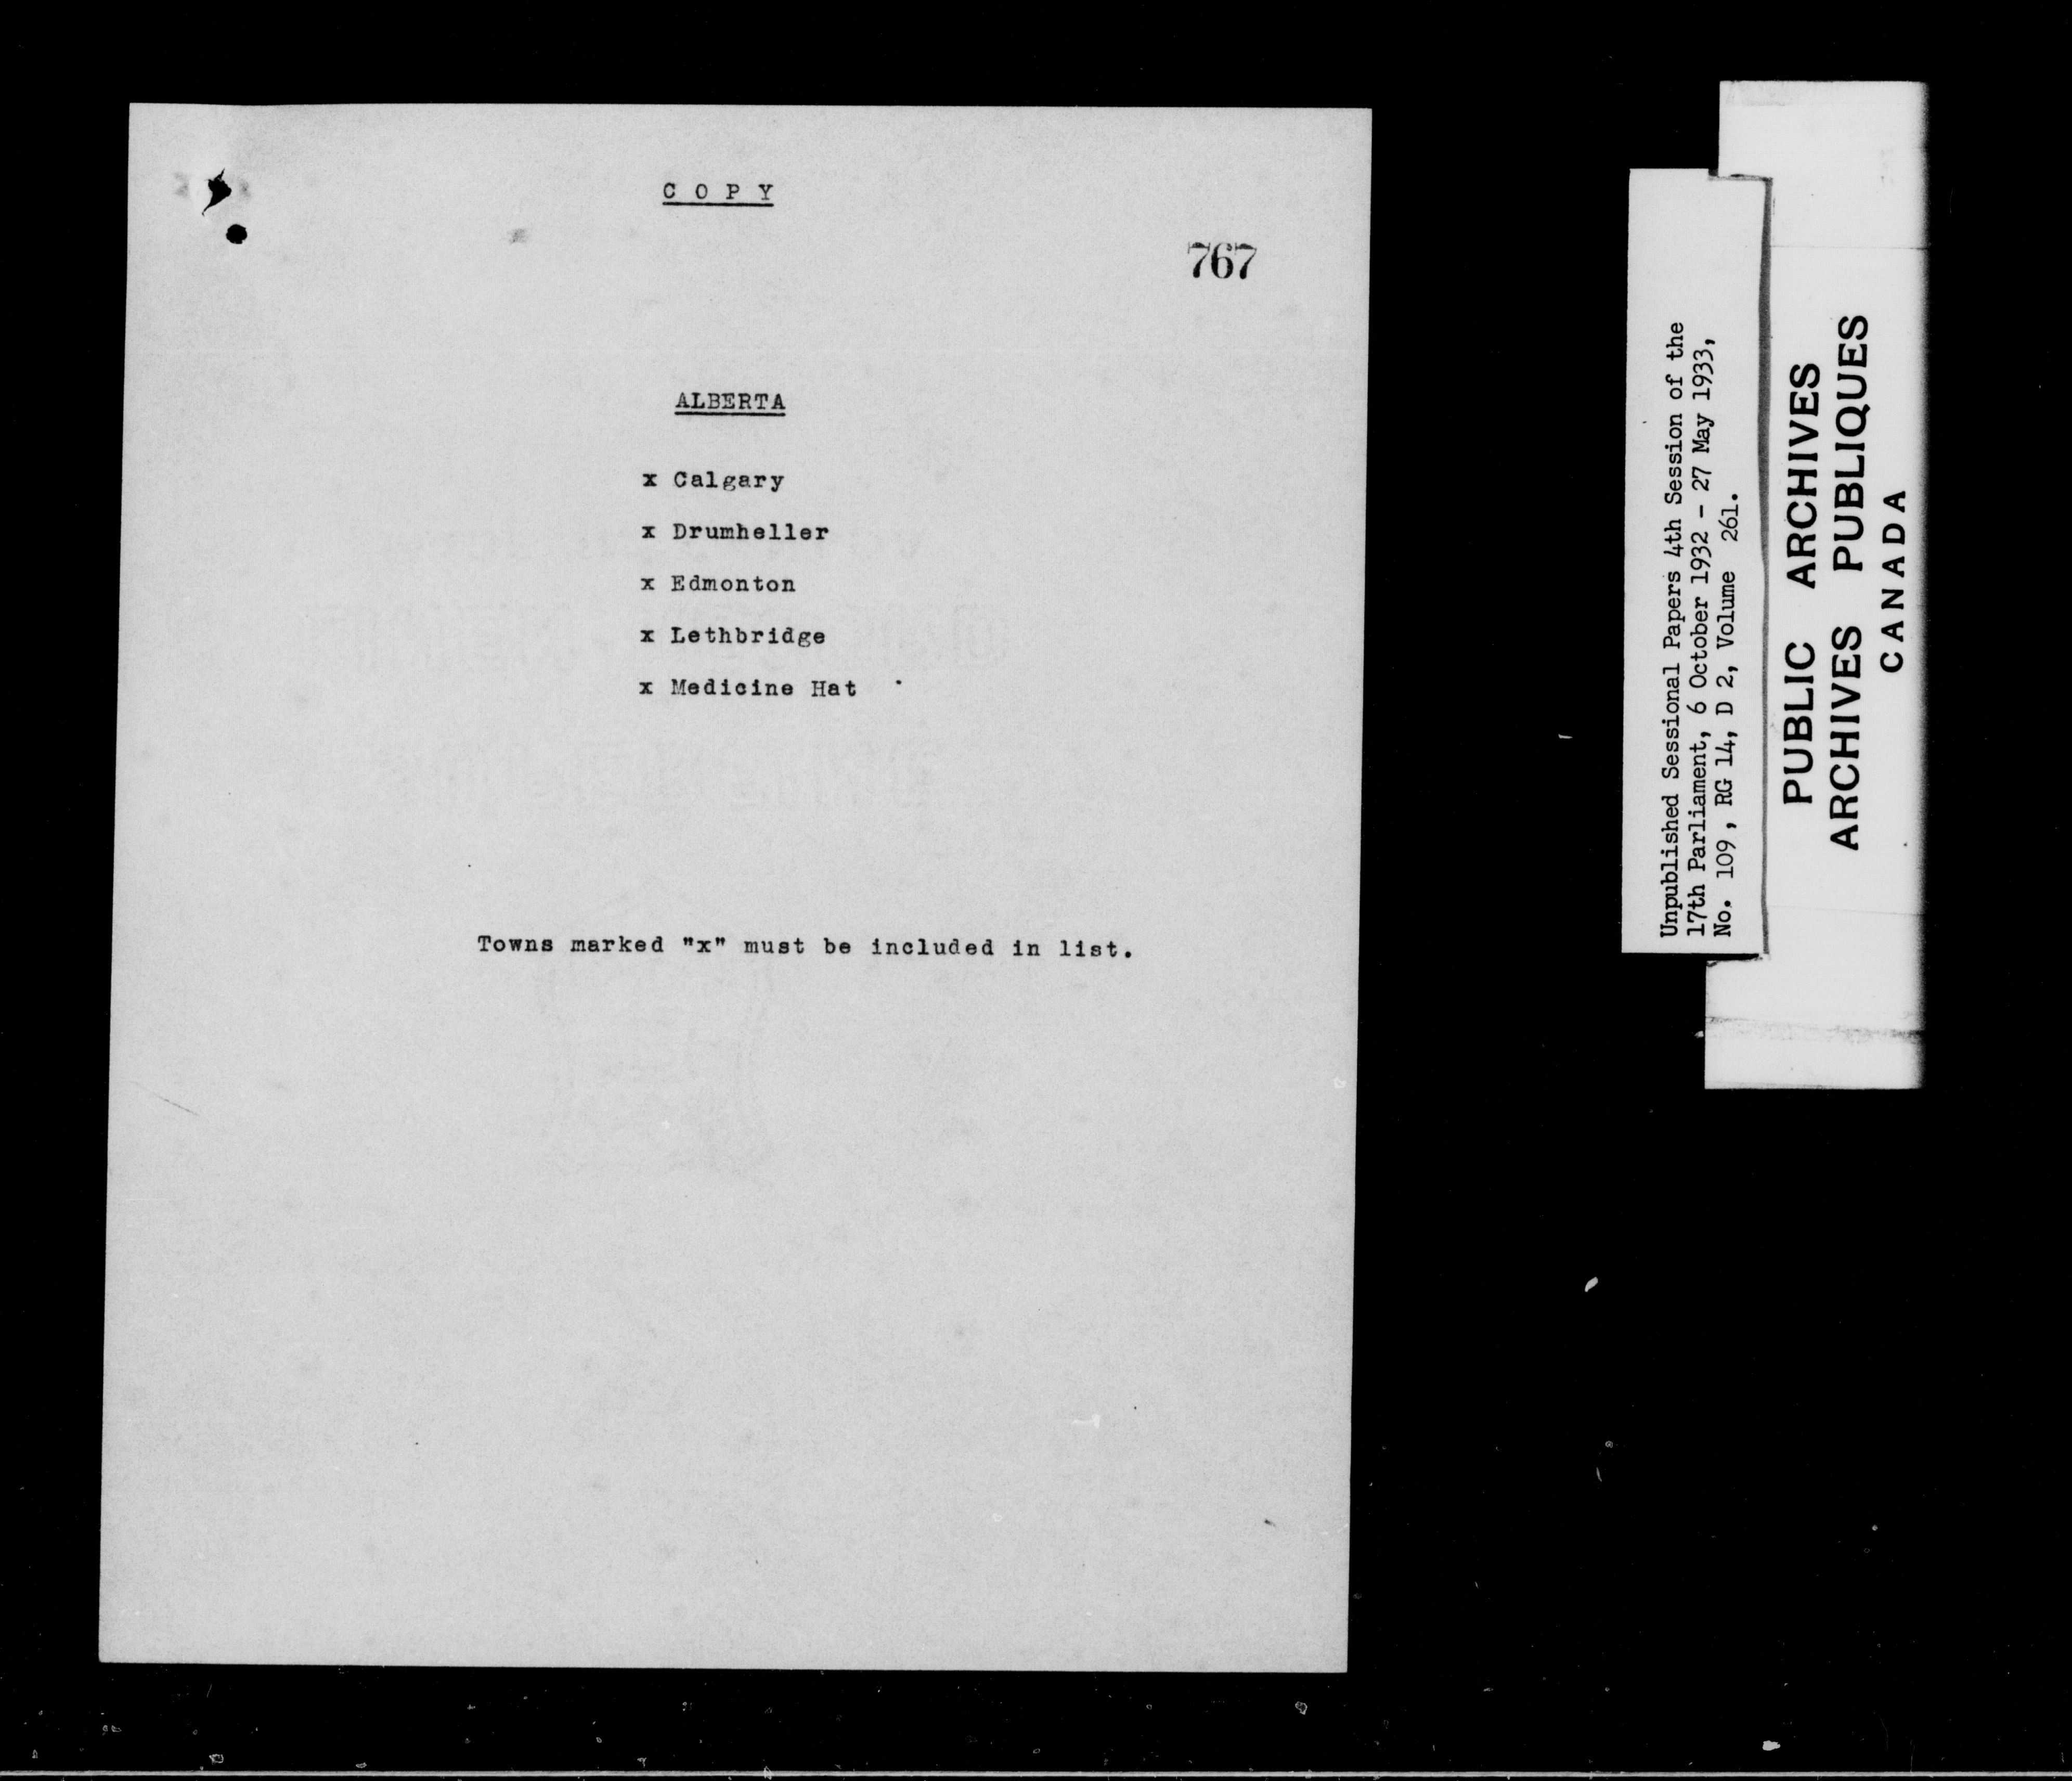 C O P Y
767
ALBERTA
x Calgary
x Drumheller
x Edmonton
x Lethbridge
x Medicine Hat
Towns marked "x" must be included in list.
Unpublished Sessional Papers 4th Session of the
17th Parliament, 6 October 1932 - 27 May 1933,
No. 109, RG 14, D 2, Volume 261.
PUBLIC ARCHIVES
ARCHIVES PUBLIQUES
CANADA